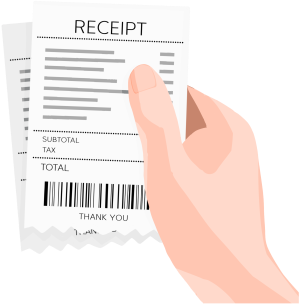 RECEIPT
SUBTOTAL
TAX
TOTAL
THANK YOU